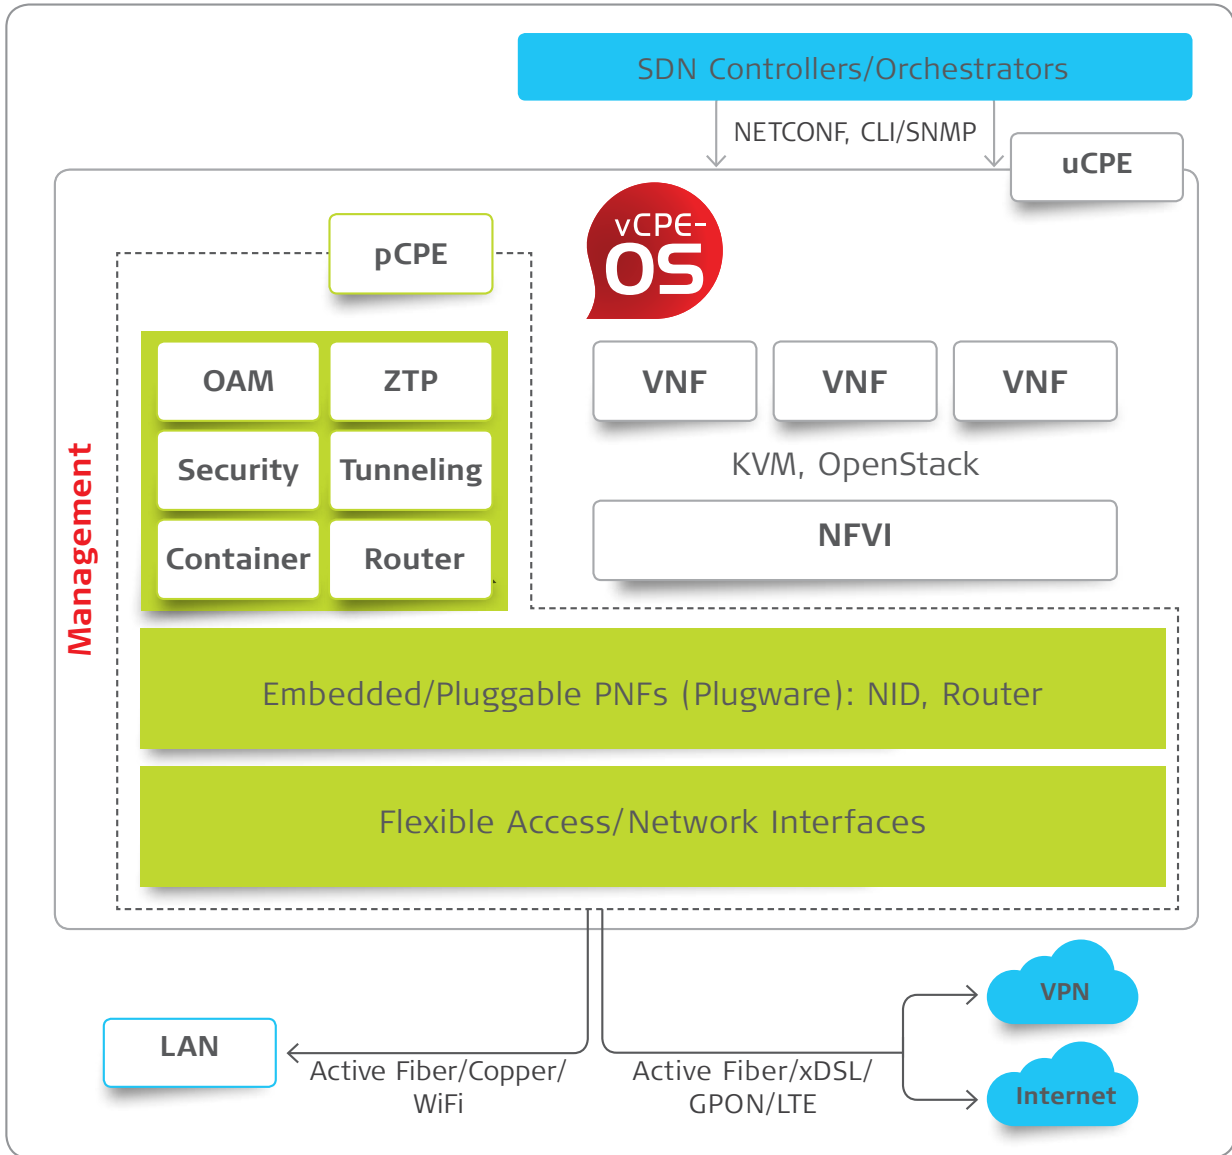 SDN Controllers/Orchestrators
NETCONF, CLI/SNMP
uCPE
vCPE-
OS
pCPE
OAM
ZTP
Security
Tunneling
Container
Router
VNF
VNF
VNF
KVM, OpenStack
NFVI
Management
Embedded/Pluggable PNFs (Plugware): NID, Router
Flexible Access/Network Interfaces
LAN
Active Fiber/Copper/
WiFi
Active Fiber/xDSL/
GPON/LTE
VPN
Internet